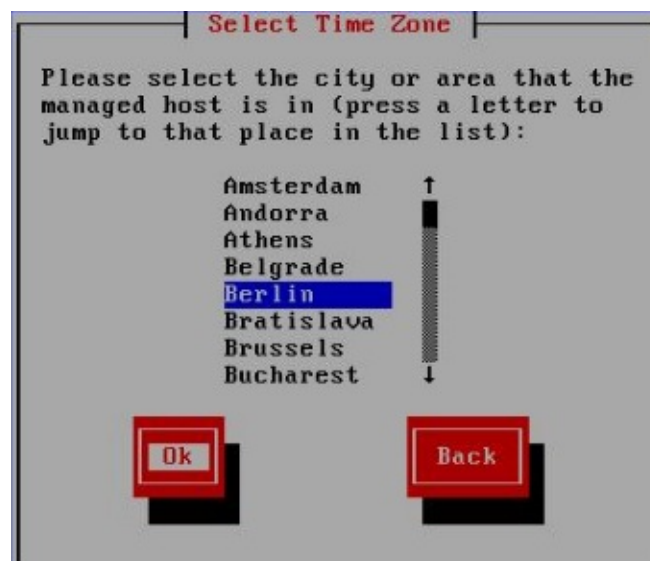 Select Time Zone
Please select the city or area that the
managed host is in (press a letter to
jump to that place in the list):
Amsterdam
Andorra
Athens
Belgrade
Berlin
Bratislava
Brussels
Bucharest
Ok
Back